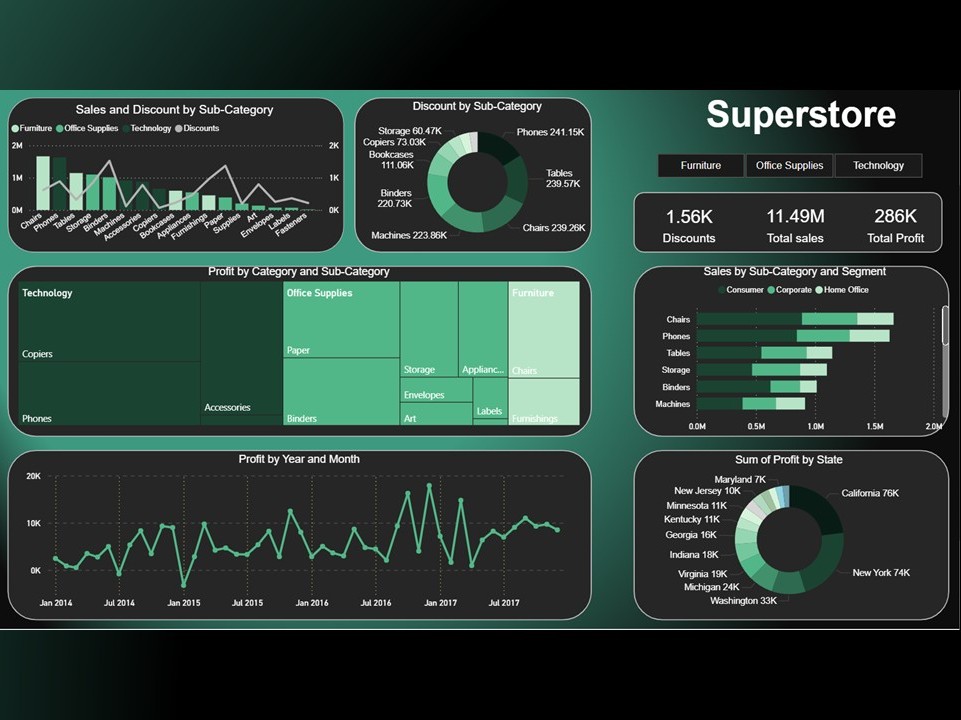 Superstore
Furniture
Office Supplies
Technology
1.56K
11.49M
286K
Discounts
Total sales
Total Profit
Sales and Discount by Sub-Category
Furniture Office Supplies Technology Discounts
2M
1M
0M
2K
1K
0K
Chairs
Phones
Tables
Storage
Binders
Machines
Accessories
Copiers
Bookcases
Appliances
Furnishings
Paper
Supplies
Art
Envelopes
Labels
Fasteners
Discount by Sub-Category
Phones 241.15K
Tables
239.57K
Chairs 239.26K
Machines 223.86K
Binders
220.73K
Bookcases
111.06K
Copiers 73.03K
Storage 60.47K
Profit by Category and Sub-Category
Technology
Copiers
Phones
Accessories
Office Supplies
Paper
Binders
Storage
Applianc...
Envelopes
Art
Labels
Furniture
Chairs
Furnishings
Sales by Sub-Category and Segment
Consumer Corporate Home Office
Chairs
Phones
Tables
Storage
Binders
Machines
0.0M 0.5M 1.0M 1.5M 2.0M
Profit by Year and Month
20K
10K
0K
Jan 2014 Jul 2014 Jan 2015 Jul 2015 Jan 2016 Jul 2016 Jan 2017 Jul 2017
Sum of Profit by State
California 76K
New York 74K
Washington 33K
Michigan 24K
Virginia 19K
Indiana 18K
Georgia 16K
Kentucky 11K
Minnesota 11K
New Jersey 10K
Maryland 7K